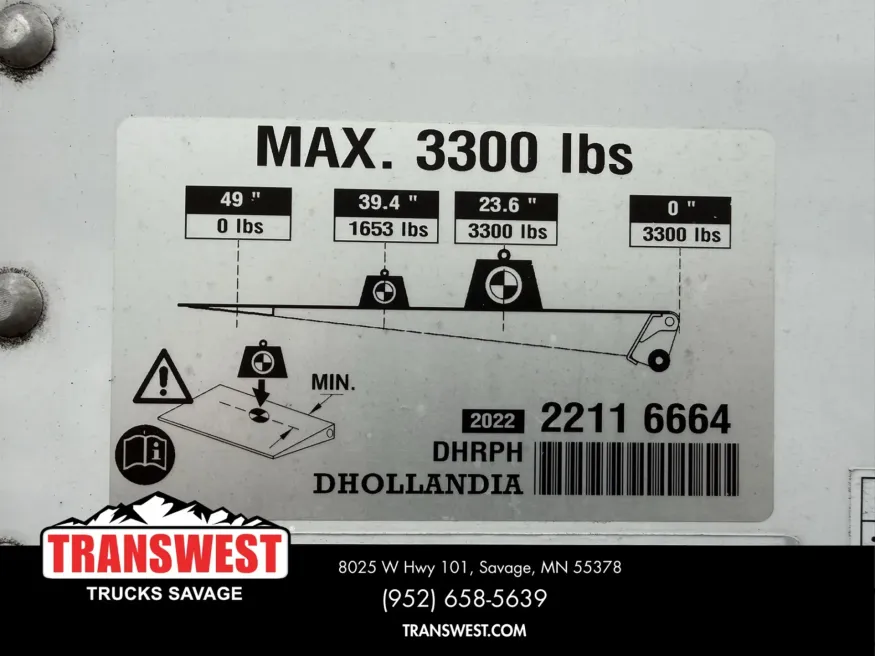 MAX. 3300 lbs
49 " 39.4 " 23.6 " 0 "
0 lbs 1653 lbs 3300 lbs 3300 lbs
MIN.
2022 2211 6664
DHRPH
DHOLLANDIA
TRANSWEST
TRUCKS SAVAGE
8025 W Hwy 101, Savage, MN 55378
(952) 658-5639
TRANSWEST.COM